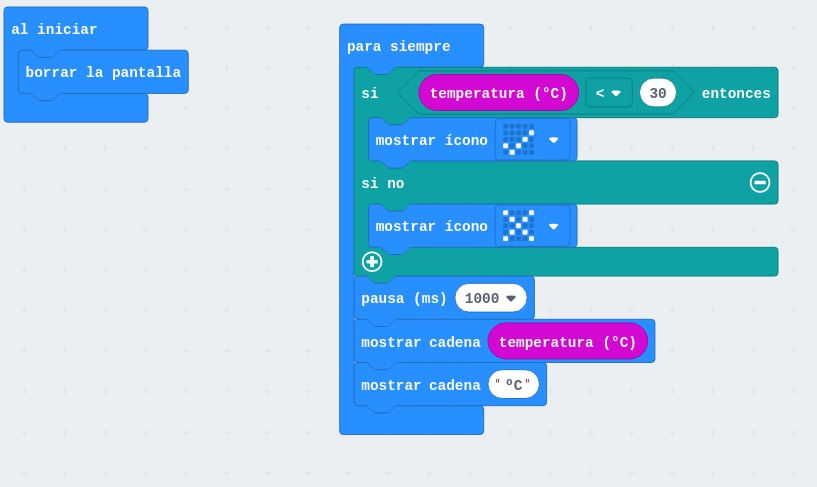 al iniciar
borrar la pantalla
para siempre
si temperatura (°C) < 30 entonces
mostrar ícono
si no
mostrar ícono
pausa (ms) 1000
mostrar cadena temperatura (°C)
mostrar cadena "ºC"